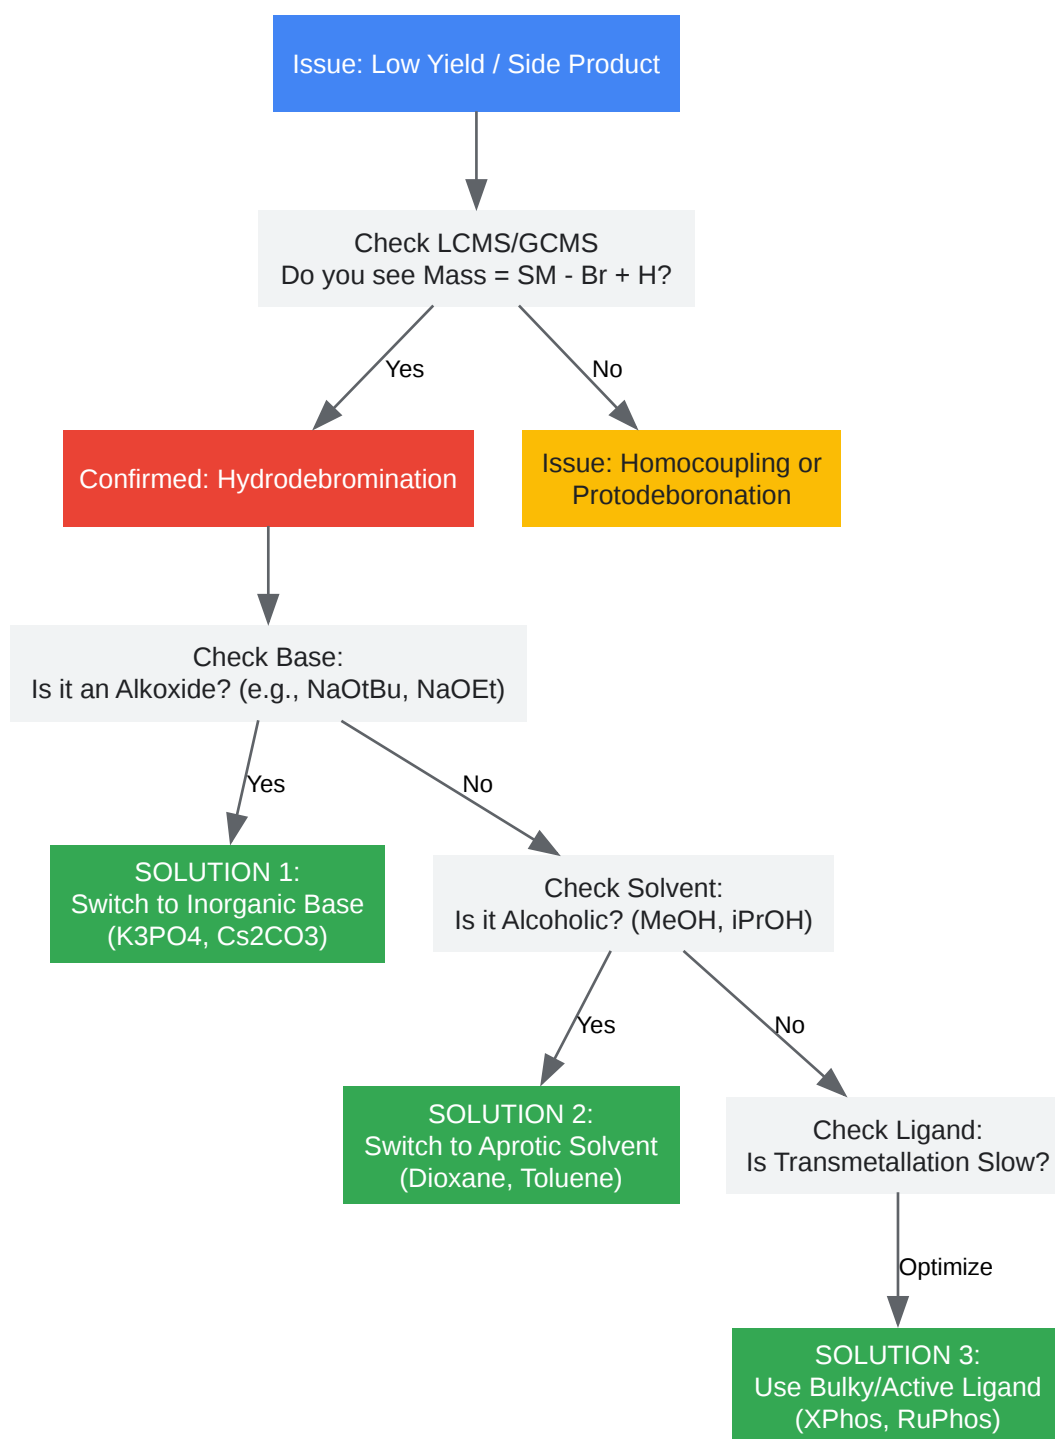 Issue: Low Yield / Side Product
Check LCMS/GCMS
Do you see Mass = SM - Br + H?
Yes
No
Confirmed: Hydrodebromination
Issue: Homocoupling or
Protodeboronation
Check Base:
Is it an Alkoxide? (e.g., NaOtBu, NaOEt)
Yes
No
SOLUTION 1:
Switch to Inorganic Base
(K3PO4, Cs2CO3)
Check Solvent:
Is it Alcoholic? (MeOH, iPrOH)
Yes
No
SOLUTION 2:
Switch to Aprotic Solvent
(Dioxane, Toluene)
Check Ligand:
Is Transmetallation Slow?
Optimize
SOLUTION 3:
Use Bulky/Active Ligand
(XPhos, RuPhos)